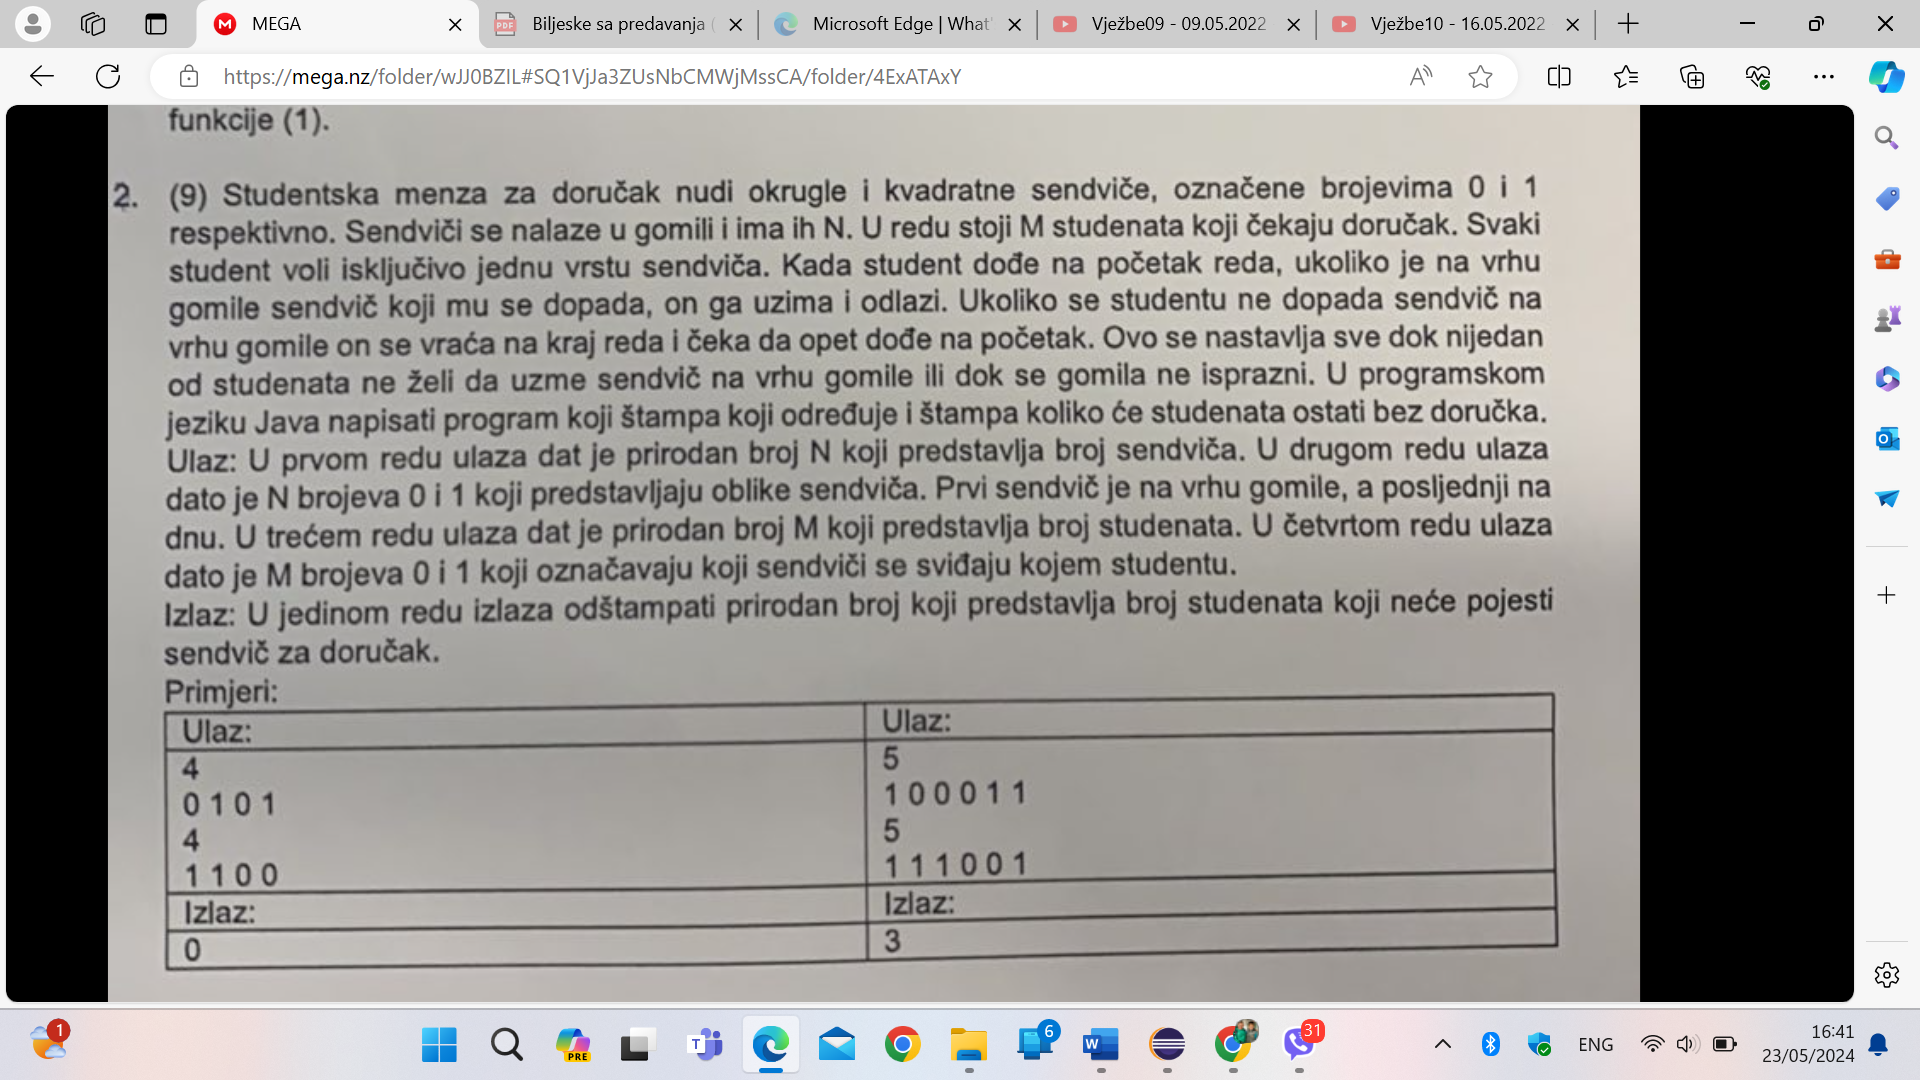 MEGA
Biljeske sa predavanja (
Microsoft Edge | What'
Vježbe09 - 09.05.2022
Vježbe10 - 16.05.2022
https://mega.nz/folder/wJJ0BZIL#SQ1VjJa3ZUsNbCMWjMssCA/folder/4ExATAxY
funkcije (1).
2. (9) Studentska menza za doručak nudi okrugle i kvadratne sendviče, označene brojevima 0 i 1
respektivno. Sendviči se nalaze u gomili i ima ih N. U redu stoji M studenata koji čekaju doručak. Svaki
student voli isključivo jednu vrstu sendviča. Kada student dođe na početak reda, ukoliko je na vrhu
gomile sendvič koji mu se dopada, on ga uzima i odlazi. Ukoliko se studentu ne dopada sendvič na
vrhu gomile on se vraća na kraj reda i čeka da opet dođe na početak. Ovo se nastavlja sve dok nijedan
od studenata ne želi da uzme sendvič na vrhu gomile ili dok se gomila ne isprazni. U programskom
jeziku Java napisati program koji štampa koji određuje i štampa koliko će studenata ostati bez doručka.
Ulaz: U prvom redu ulaza dat je prirodan broj N koji predstavlja broj sendviča. U drugom redu ulaza
dato je N brojeva 0 i 1 koji predstavljaju oblike sendviča. Prvi sendvič je na vrhu gomile, a posljednji na
dnu. U trećem redu ulaza dat je prirodan broj M koji predstavlja broj studenata. U četvrtom redu ulaza
dato je M brojeva 0 i 1 koji označavaju koji sendviči se sviđaju kojem studentu.
Izlaz: U jedinom redu izlaza odštampati prirodan broj koji predstavlja broj studenata koji neće pojesti
sendvič za doručak.
Primjeri:
Ulaz:
4
0 1 0 1
4
1 1 0 0
Izlaz:
0
Ulaz:
5
1 0 0 0 1 1
5
1 1 1 0 0 1
Izlaz:
3
1
PRE
6
31
ENG
16:41
23/05/2024